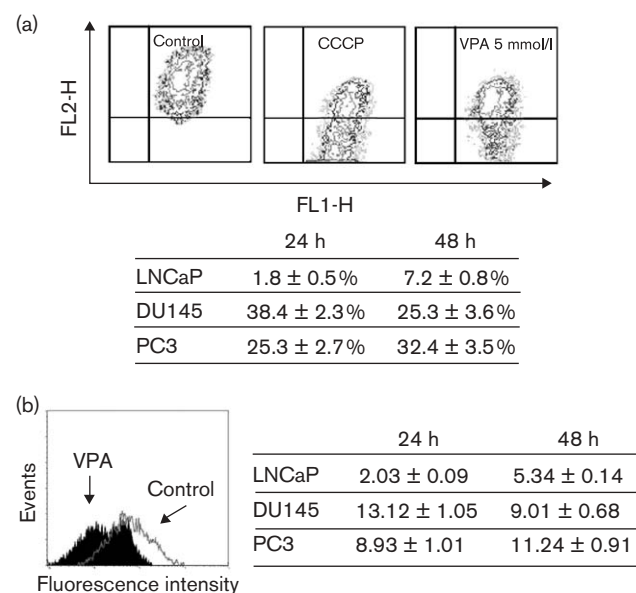 (a)
Control
CCCP
VPA 5 mmol/l
FL2-H
FL1-H
24 h 48 h
LNCaP 1.8 ± 0.5% 7.2 ± 0.8%
DU145 38.4 ± 2.3% 25.3 ± 3.6%
PC3 25.3 ± 2.7% 32.4 ± 3.5%
(b)
VPA
Control
Events
Fluorescence intensity
24 h 48 h
LNCaP 2.03 ± 0.09 5.34 ± 0.14
DU145 13.12 ± 1.05 9.01 ± 0.68
PC3 8.93 ± 1.01 11.24 ± 0.91